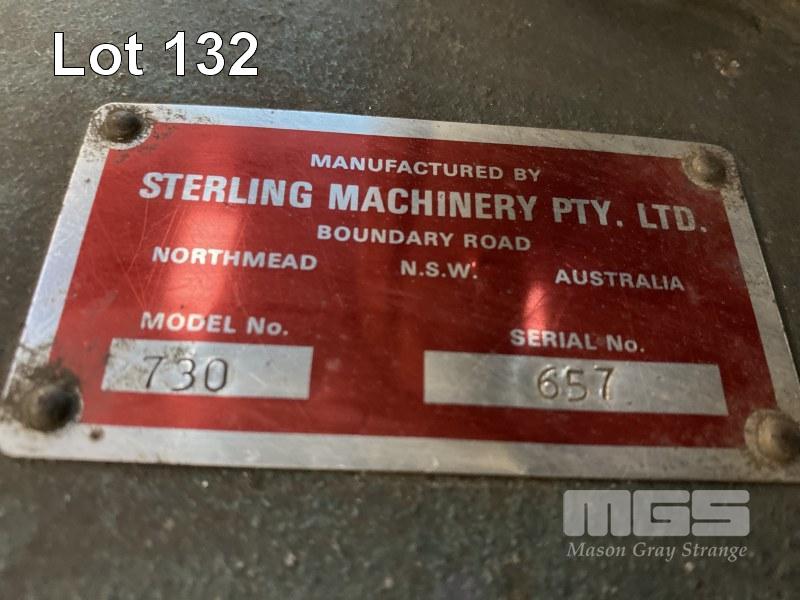 Lot 132
MANUFACTURED BY
STERLING MACHINERY PTY. LTD.
BOUNDARY ROAD
NORTHMEAD N.S.W. AUSTRALIA
MODEL No. SERIAL No.
730 657
MGS
Mason Gray Strange